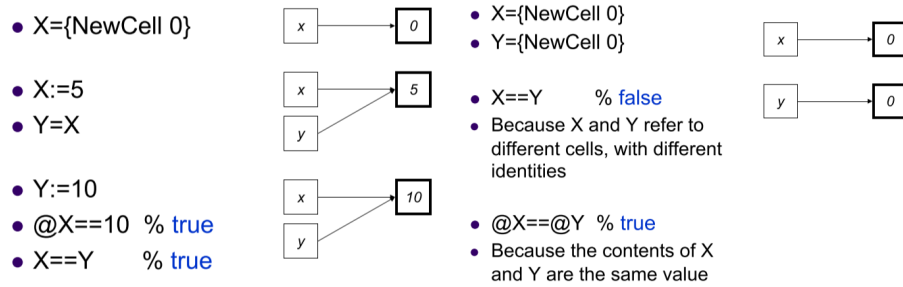 X={NewCell 0}
x
0
X:=5
Y=X
x
5
y
Y:=10
@X==10 % true
X==Y % true
x
10
y
X={NewCell 0}
Y={NewCell 0}
x
0
y
0
X==Y % false
Because X and Y refer to
different cells, with different
identities
@X==@Y % true
Because the contents of X
and Y are the same value